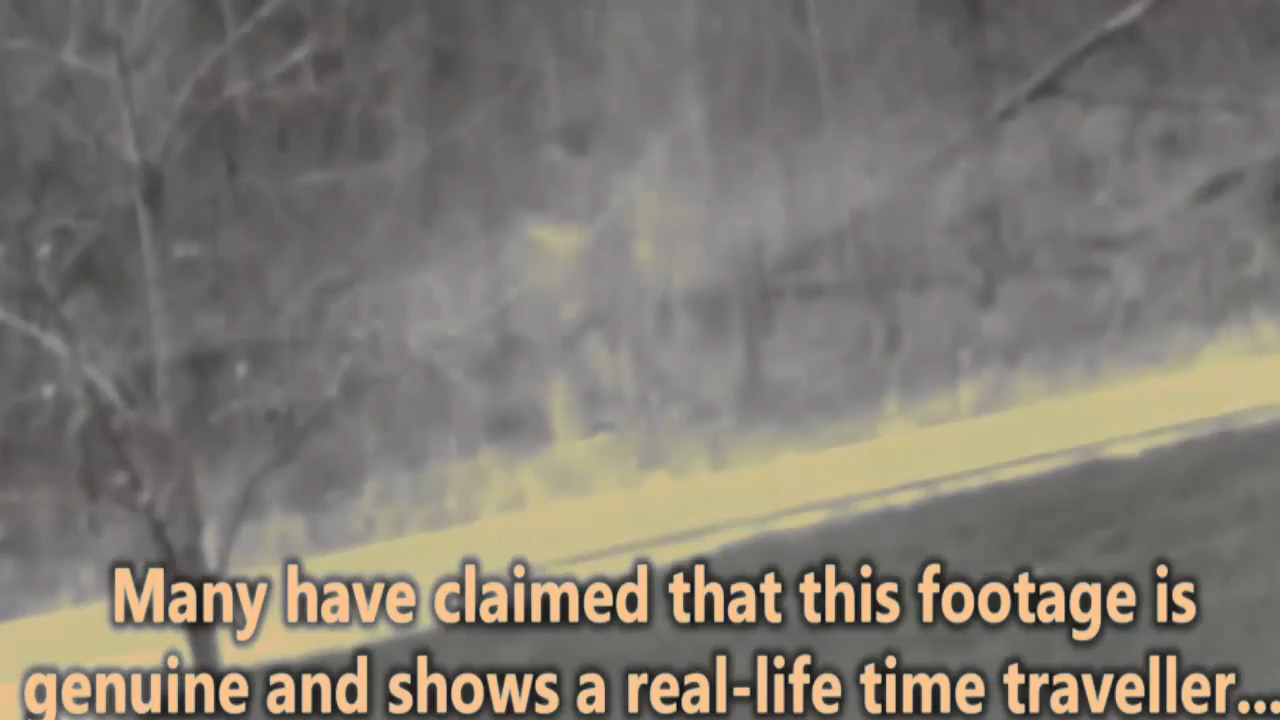 Many have claimed that this footage is
genuine and shows a real-life time traveller...